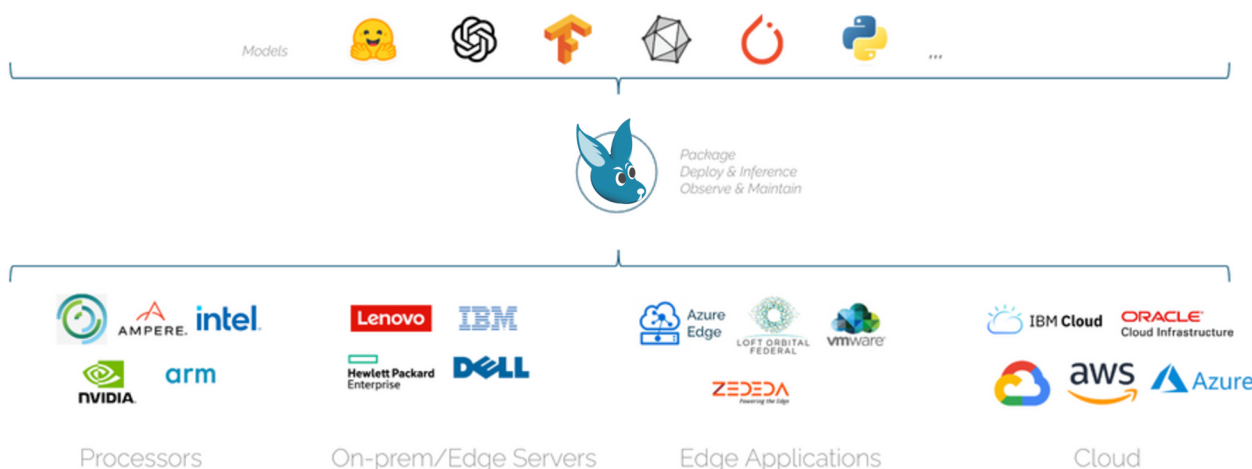 Models
...
Package
Deploy & Inference
Observe & Maintain
AMPERE.
intel.
NVIDIA.
arm
Lenovo
IBM
Hewlett Packard
Enterprise
DELL
Azure
Edge
LOFT ORBITAL
FEDERAL
vmware
ZEDEDA
Powering the Edge
IBM Cloud
ORACLE
Cloud Infrastructure
aws
Azure
Processors
On-prem/Edge Servers
Edge Applications
Cloud